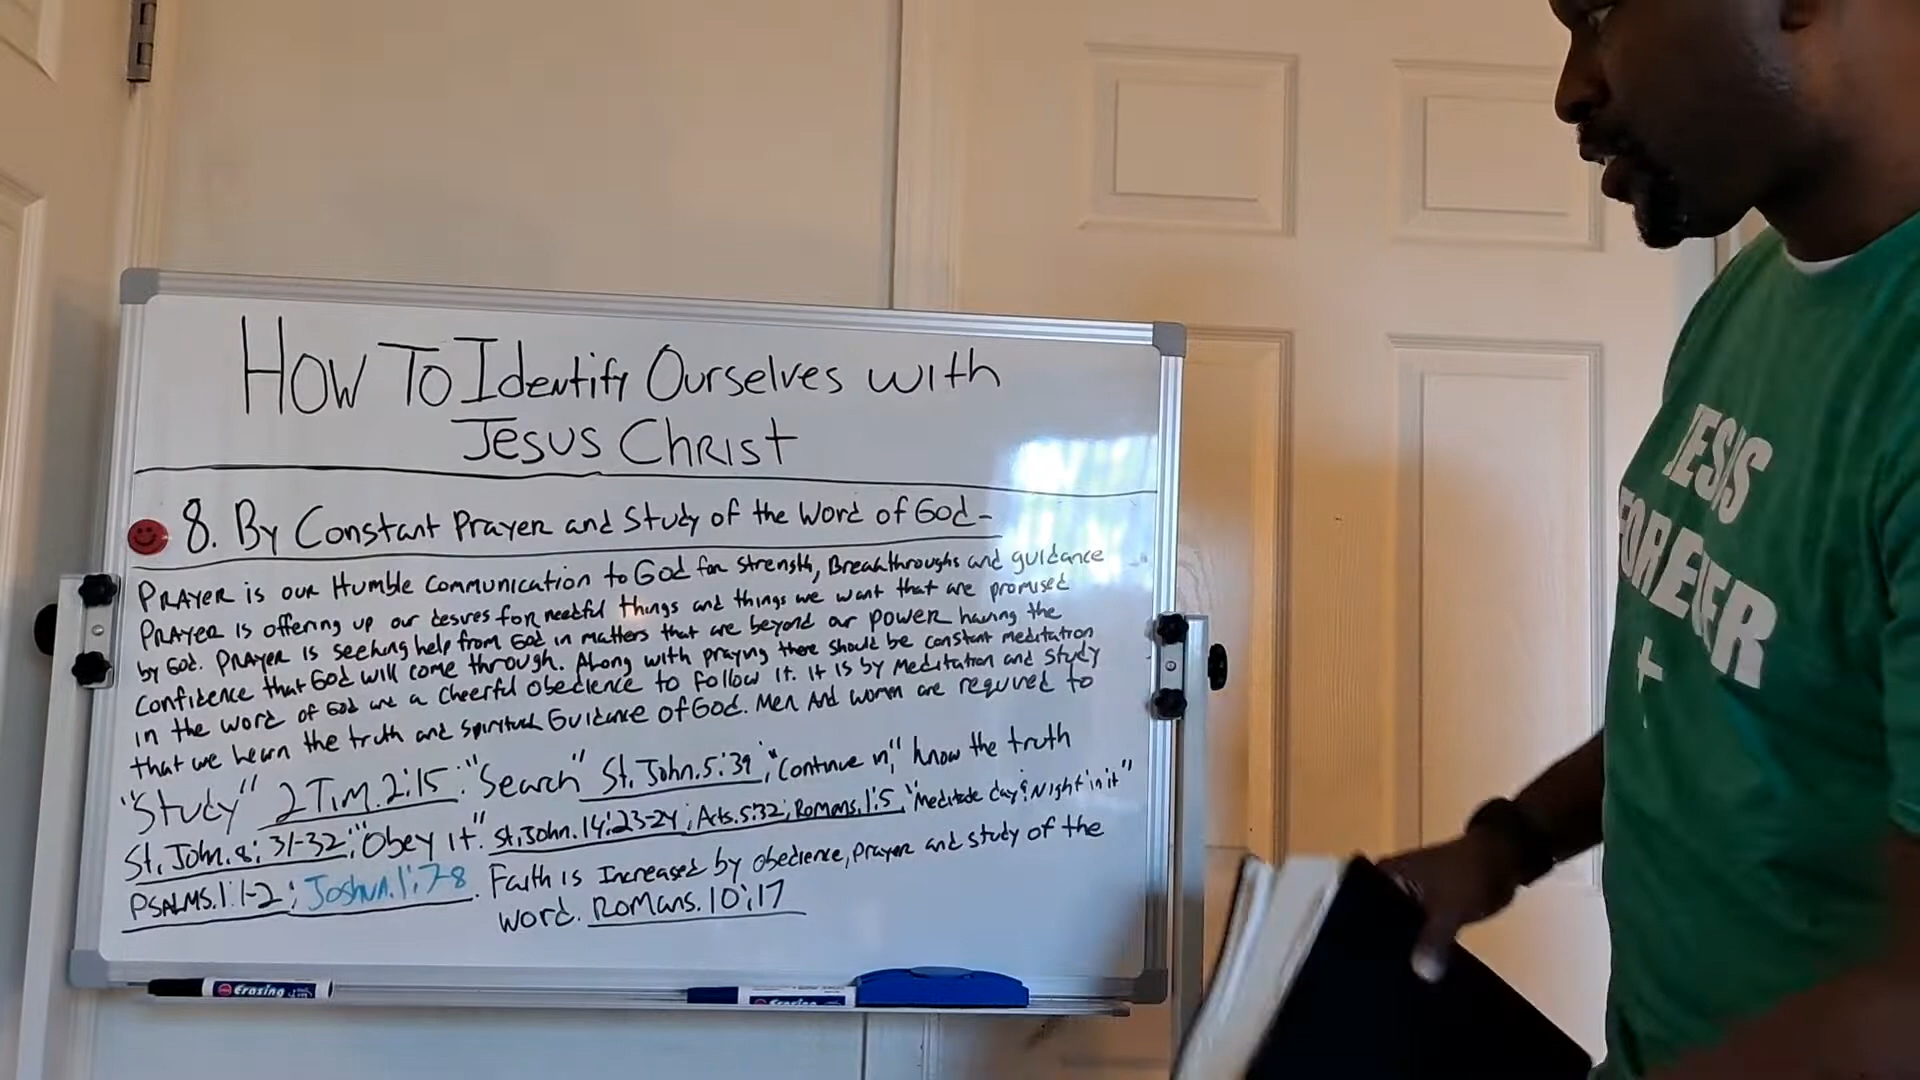 HOW TO Identify Ourselves with
Jesus Christ
8. By Constant Prayer and Study of the Word of God-
PRAYER is our Humble Communication to God for Strength, Breakthroughs and guidance
PRAYER is offering up our desires for needful things and things we want that are promised
by God. PRAYER is seeking help from God in matters that are beyond our power having the
confidence that God will come through. Along with praying there should be constant meditation
in the word of God and a cheerful obedience to follow it. it is by Meditation and study
that we learn the truth and spiritual Guidance of God. Men And women are required to
"Study" 2 Tim. 2:15; "Search" St. John. 5:39; "Continue in," know the truth
St. John. 8:31-32; "Obey it". St. John. 14:23-24; Acts. 5:32; Romans. 1:5, "Meditate day & Night in it"
PSALMS. 1:1-2; Joshua. 1:7-8. Faith is Increased by obedience, prayer and study of the
word. Romans. 10:17
Erasing
JESUS
FOREVER